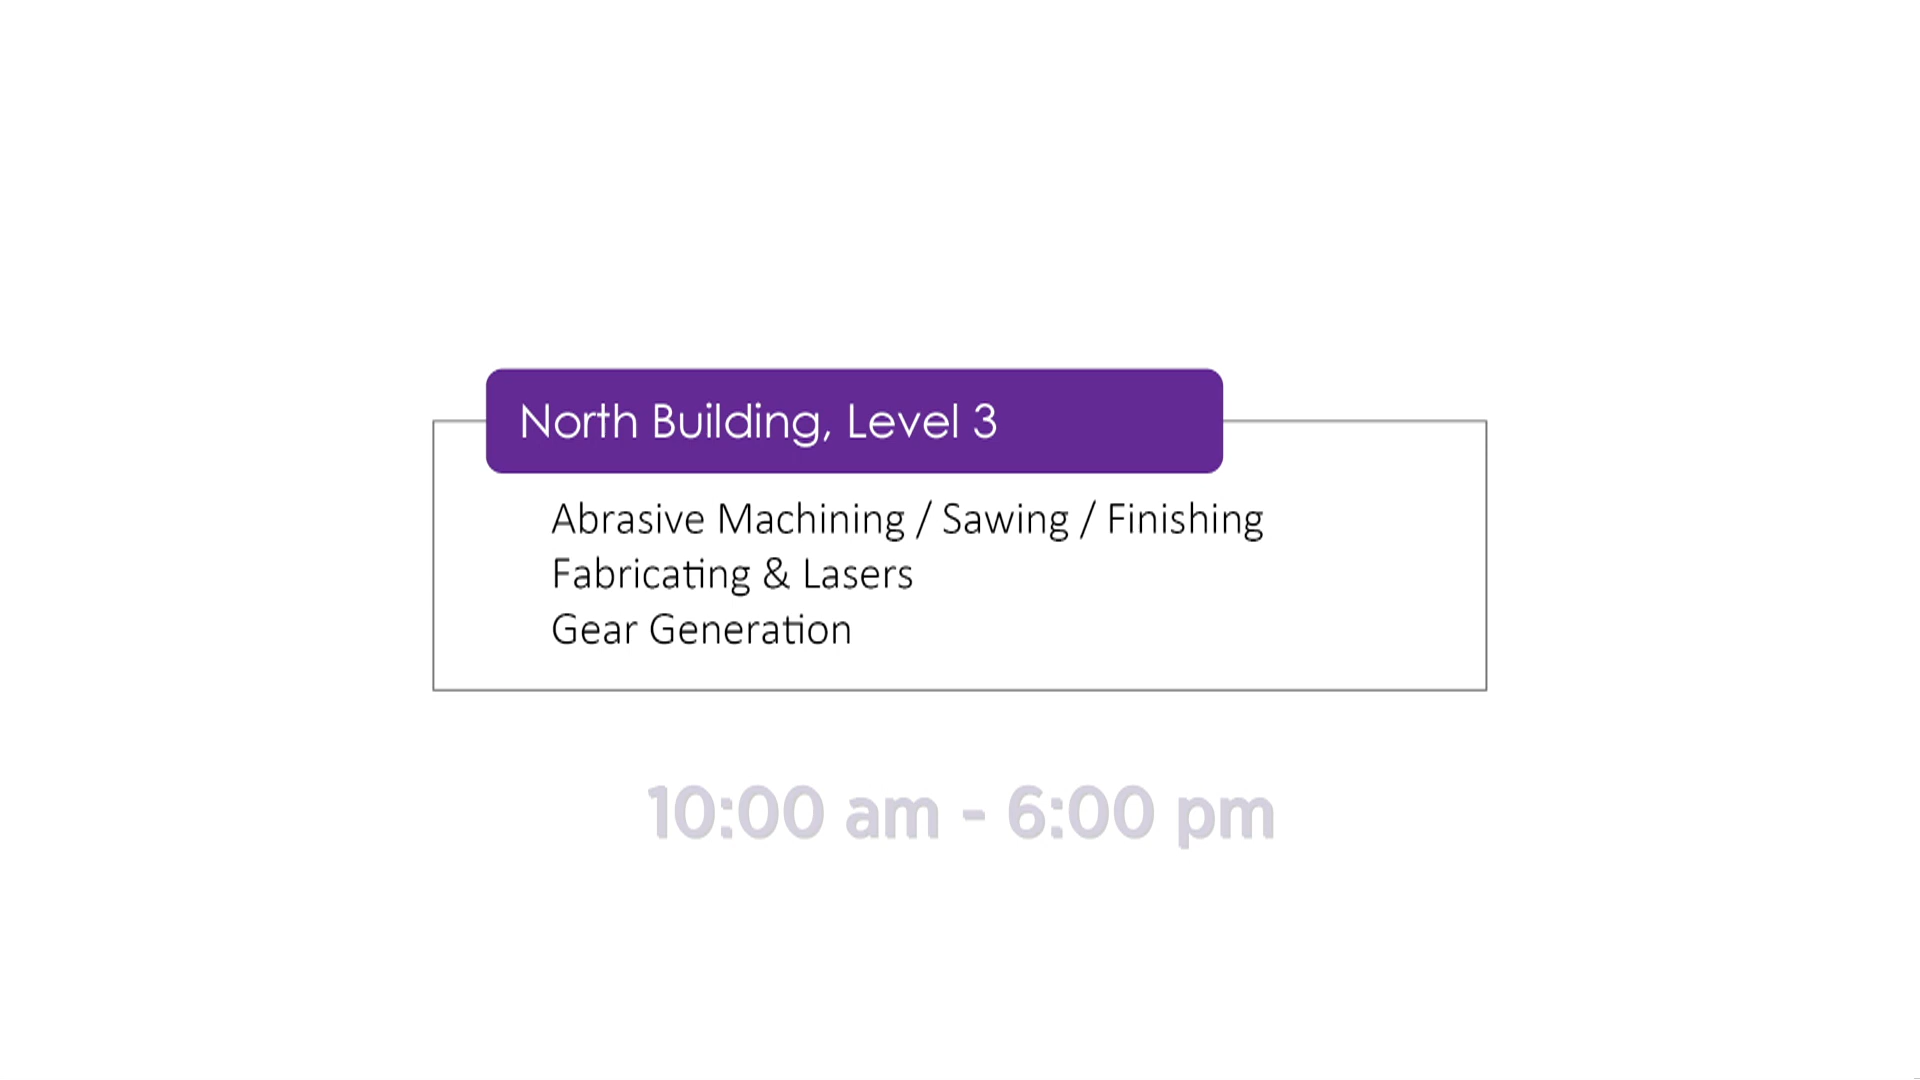 North Building, Level 3
Abrasive Machining / Sawing / Finishing
Fabricating & Lasers
Gear Generation
10:00 am - 6:00 pm